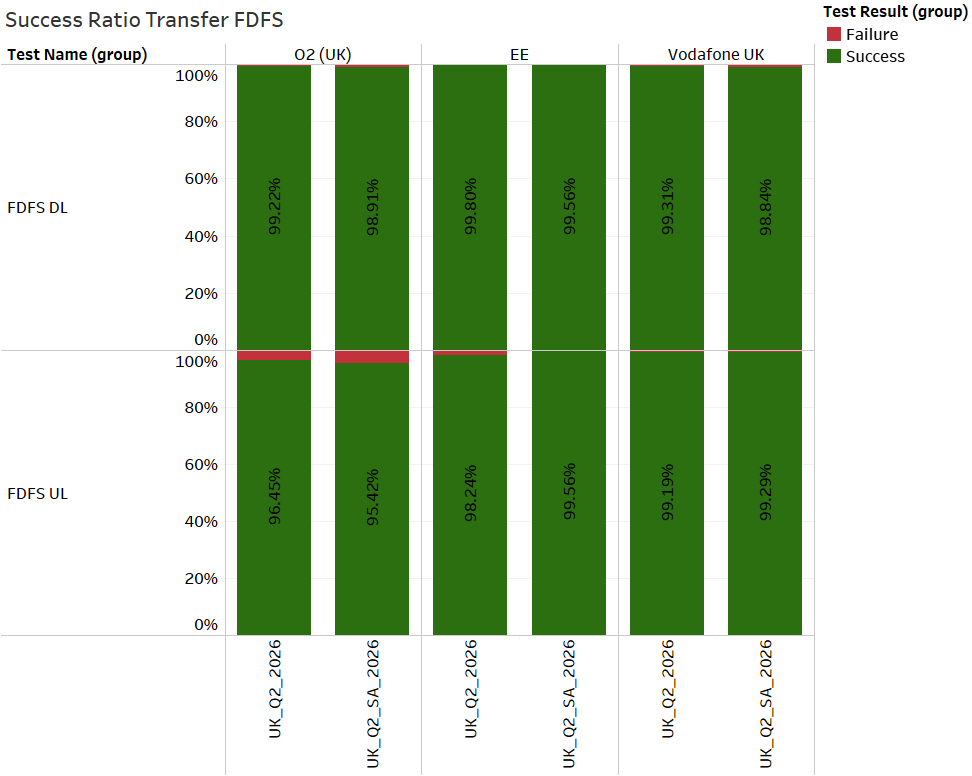 Success Ratio Transfer FDFS
Test Name (group)
O2 (UK)
EE
Vodafone UK
Test Result (group)
Failure
Success
FDFS DL
100%
80%
60%
40%
20%
0%
99.22%
98.91%
99.80%
99.56%
99.31%
98.84%
FDFS UL
100%
80%
60%
40%
20%
0%
96.45%
95.42%
98.24%
99.56%
99.19%
99.29%
UK_Q2_2026
UK_Q2_SA_2026
UK_Q2_2026
UK_Q2_SA_2026
UK_Q2_2026
UK_Q2_SA_2026